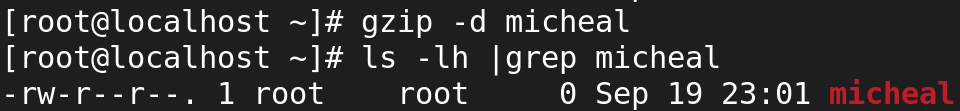 [root@localhost ~]# gzip -d micheal
[root@localhost ~]# ls -lh |grep micheal
-rw-r--r--. 1 root    root     0 Sep 19 23:01 micheal